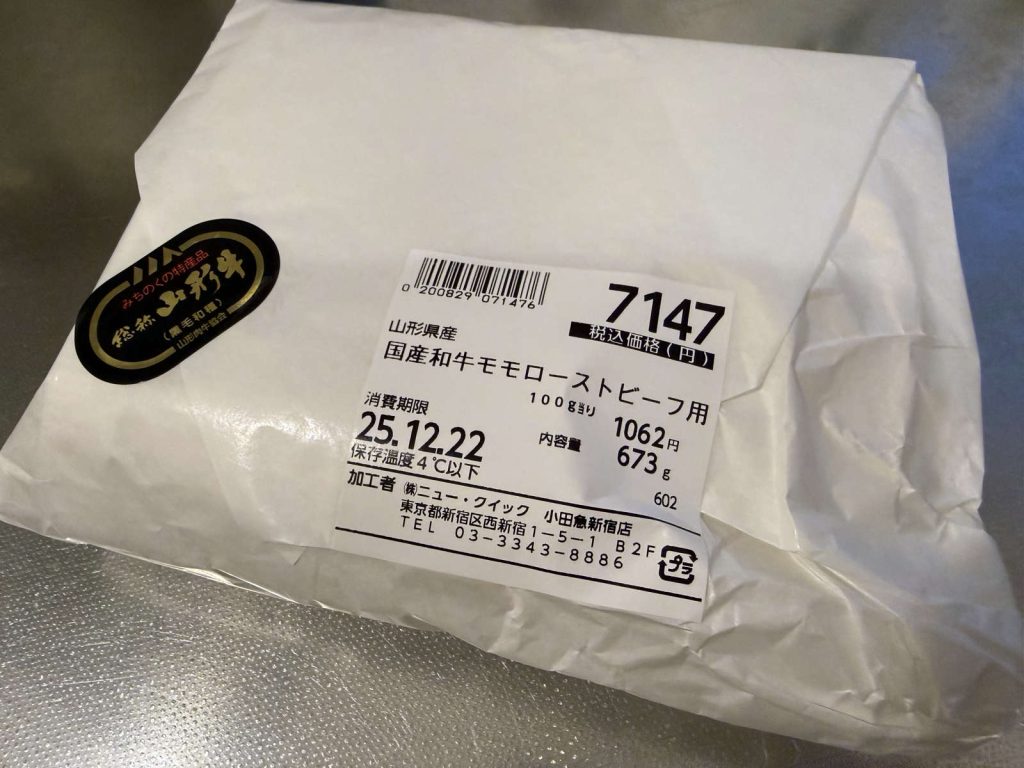 みちのくの特産品
総称 山形牛
(黒毛和種)
山形肉牛協会
0 200829 071476
7147
税込価格(円)
山形県産
国産和牛モモローストビーフ用
100g当り 1062円
消費期限
25.12.22
内容量 673g
保存温度4℃以下
602
加工者 ㈱ニュー・クイック 小田急新宿店
東京都新宿区西新宿1-5-1 B2F
TEL 03-3343-8886
プラ